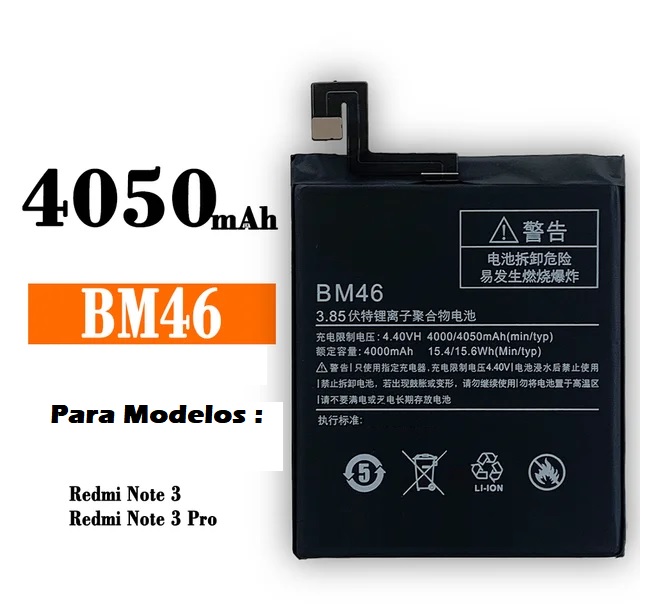 4050mAh
BM46
Para Modelos :
Redmi Note 3
Redmi Note 3 Pro
警告
电池拆卸危险
易发生燃烧爆炸
BM46
3.85伏特锂离子聚合物电池
充电限制电压: 4.40VH 4000/4050mAh(min/typ)
额定容量: 4000mAh 15.4/15.6Wh(Min/typ)
警告!只使用指定充电器,充电限制电压4.40V!电池浸水后禁止使用
!禁止拆卸电池,若出现鼓胀或变形,请勿继续使用!勿将电池置于高温区
!请不要满电或无电长期存放电池
执行标准:
5
LI-ION